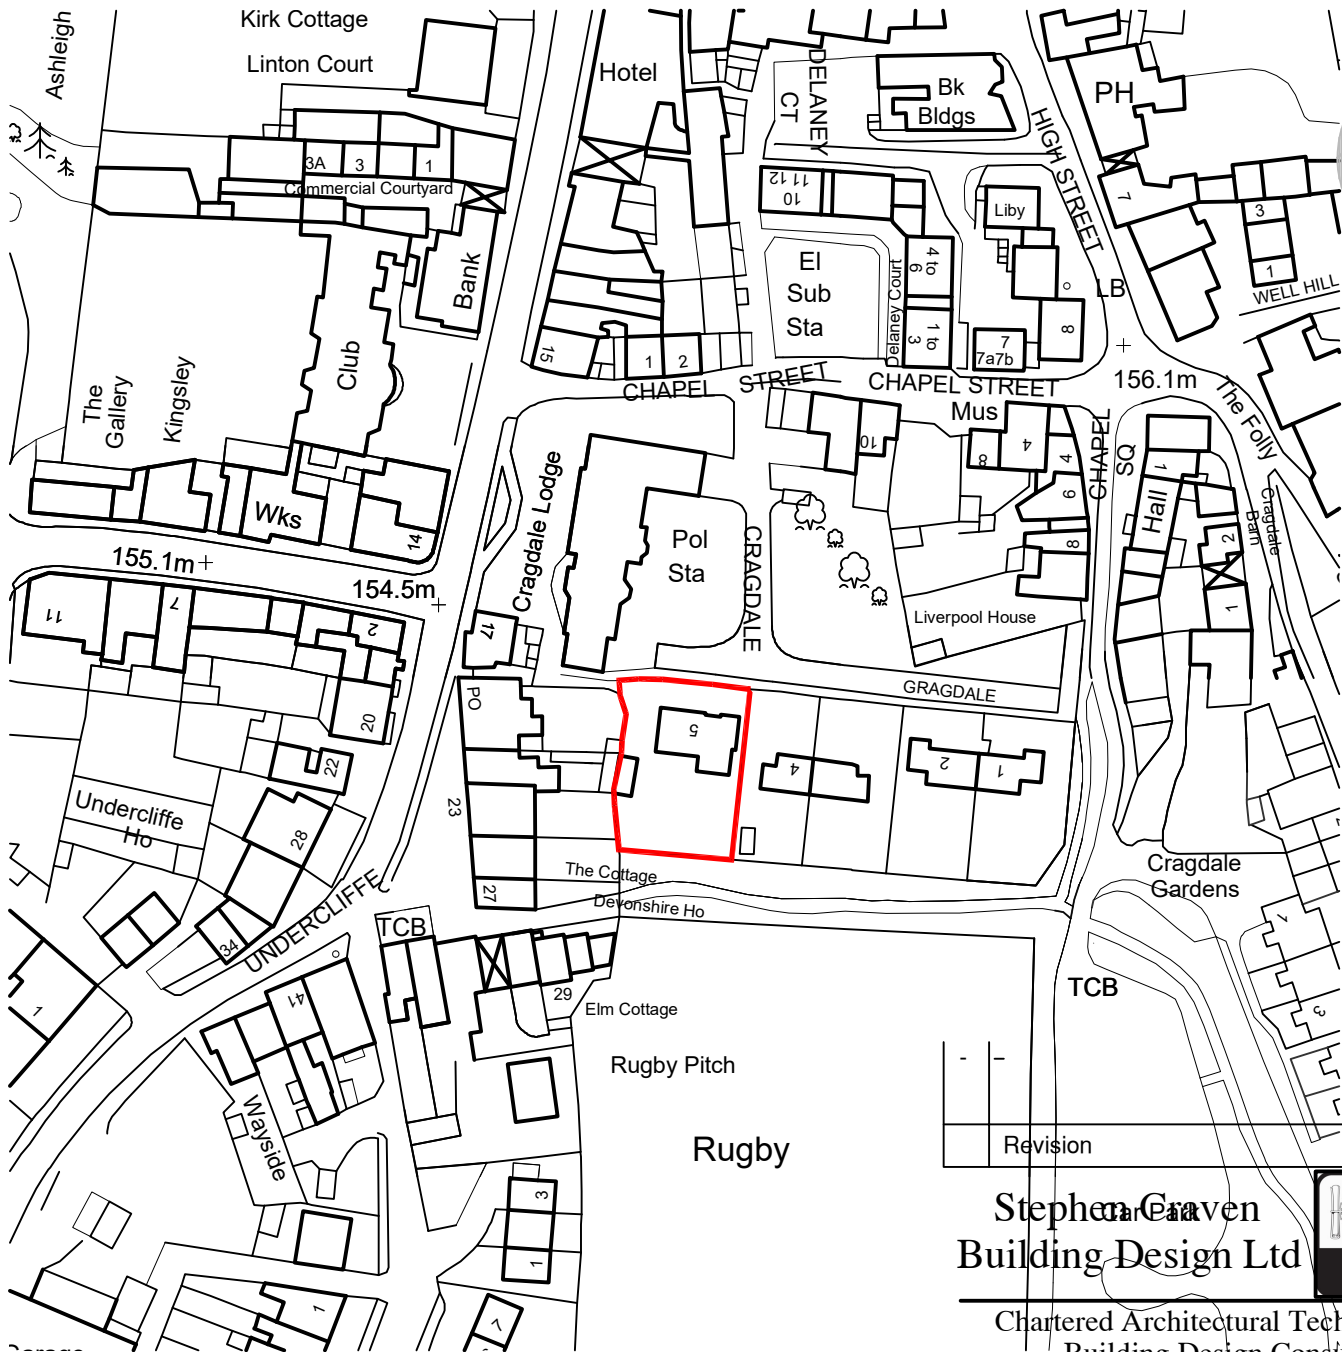 Kirk Cottage
Linton Court
Ashleigh
Hotel
DELANEY
CT
Bk
Bldgs
PH
HIGH STREET
3A
3
1
Commercial Courtyard
10 11 12
Liby
7
3
1
WELL HILL
Bank
El
Sub
Sta
Delaney Court
4 to
6
1 to
3
LB
8
7
7a7b
Club
15
1
2
CHAPEL STREET
CHAPEL STREET
156.1m
The Folly
The
Gallery
Kingsley
Mus
10
8
4
4
6
8
CHAPEL
SQ
1
Hall
Cragdale
Barn
2
1
Wks
14
Cragdale Lodge
Pol
Sta
CRAGDALE
155.1m
154.5m
11
7
2
17
Liverpool House
GRAGDALE
PO
20
22
5
4
2
1
Undercliffe
Ho
28
23
27
The Cottage
Devonshire Ho
Cragdale
Gardens
34
UNDERCLIFFE
TCB
TCB
1
41
29
Elm Cottage
1
3
Rugby Pitch
Rugby
Wayside
- –
Revision
3
1
1
7
Car Park
Stephen Craven
Building Design Ltd
Chartered Architectural Tech
Building Design Consu